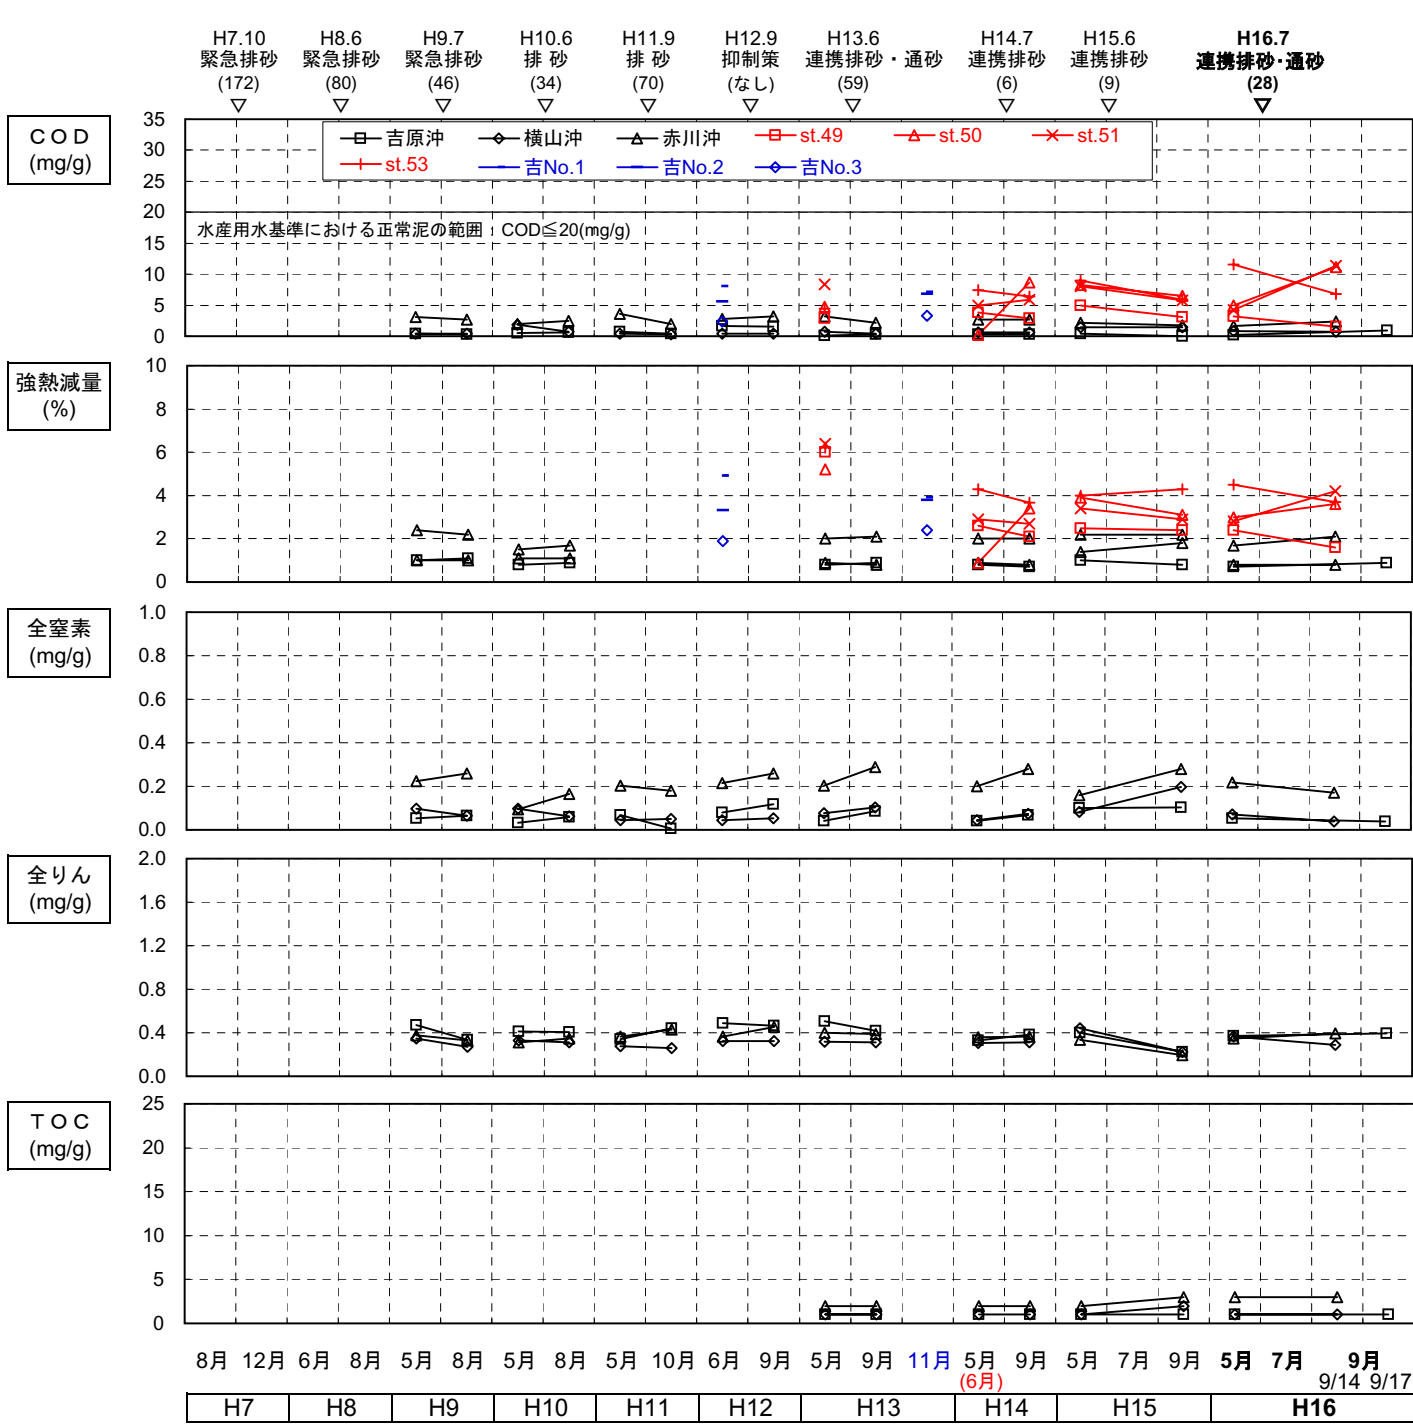 H7.10 H8.6 H9.7 H10.6 H11.9 H12.9 H13.6 H14.7 H15.6 H16.7
緊急排砂 緊急排砂 緊急排砂 排 砂 排 砂 抑制策 連携排砂・通砂 連携排砂 連携排砂 連携排砂・通砂
(172) (80) (46) (34) (70) (なし) (59) (6) (9) (28)
ＣＯＤ
(mg/g)
35
30
25
20
15
10
5
0
吉原沖 横山沖 赤川沖 st.49 st.50 st.51
st.53 吉No.1 吉No.2 吉No.3
水産用水基準における正常泥の範囲：COD≦20(mg/g)
強熱減量
(%)
10
8
6
4
2
0
全窒素
(mg/g)
1.0
0.8
0.6
0.4
0.2
0.0
全りん
(mg/g)
2.0
1.6
1.2
0.8
0.4
0.0
ＴＯＣ
(mg/g)
25
20
15
10
5
0
8月 12月 6月 8月 5月 8月 5月 8月 5月 10月 6月 9月 5月 9月 11月 5月 9月 5月 7月 9月 5月 7月 9月
(6月) 9/14 9/17
H7 H8 H9 H10 H11 H12 H13 H14 H15 H16